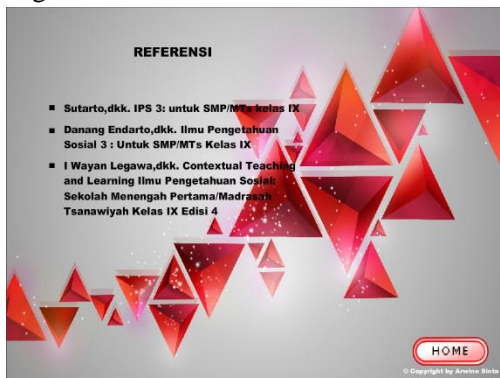 REFERENSI
▪ Sutarto,dkk. IPS 3: untuk SMP/MTs kelas IX
▪ Danang Endarto,dkk. Ilmu Pengetahuan
Sosial 3 : Untuk SMP/MTs Kelas IX
▪ I Wayan Legawa,dkk. Contextual Teaching
and Learning Ilmu Pengetahuan Sosial:
Sekolah Menengah Pertama/Madrasah
Tsanawiyah Kelas IX Edisi 4
HOME
© Copyright by Arwine Sinta